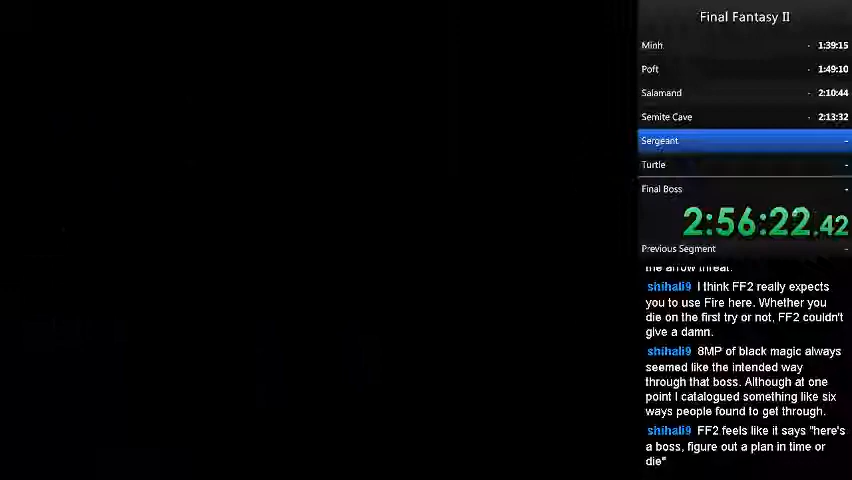 Final Fantasy II
Minh - 1:39:15
Poft - 1:49:10
Salamand - 2:10:44
Semite Cave - 2:13:32
Sergeant -
Turtle -
Final Boss -
2:56:22.42
Previous Segment -
the arrow threat.
shihali9 I think FF2 really expects
you to use Fire here. Whether you
die on the first try or not, FF2 couldn't
give a damn.
shihali9 8MP of black magic always
seemed like the intended way
through that boss. Although at one
point I catalogued something like six
ways people found to get through.
shihali9 FF2 feels like it says "here's
a boss, figure out a plan in time or
die"